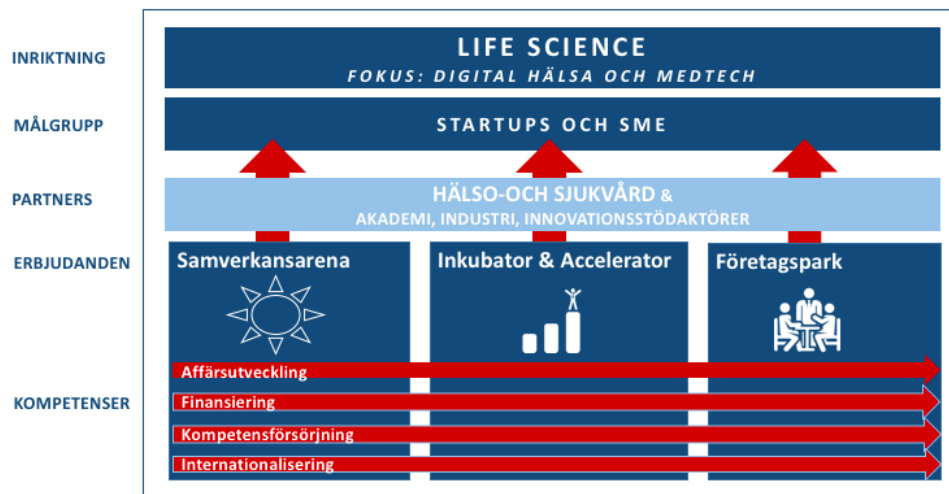 INRIKTNING
LIFE SCIENCE
FOKUS: DIGITAL HÄLSA OCH MEDTECH
MÅLGRUPP
STARTUPS OCH SME
PARTNERS
HÄLSO-OCH SJUKVÅRD &
AKADEMI, INDUSTRI, INNOVATIONSSTÖDAKTÖRER
ERBJUDANDEN
Samverkansarena
Inkubator & Accelerator
Företagspark
KOMPETENSER
Affärsutveckling
Finansiering
Kompetensförsörjning
Internationalisering